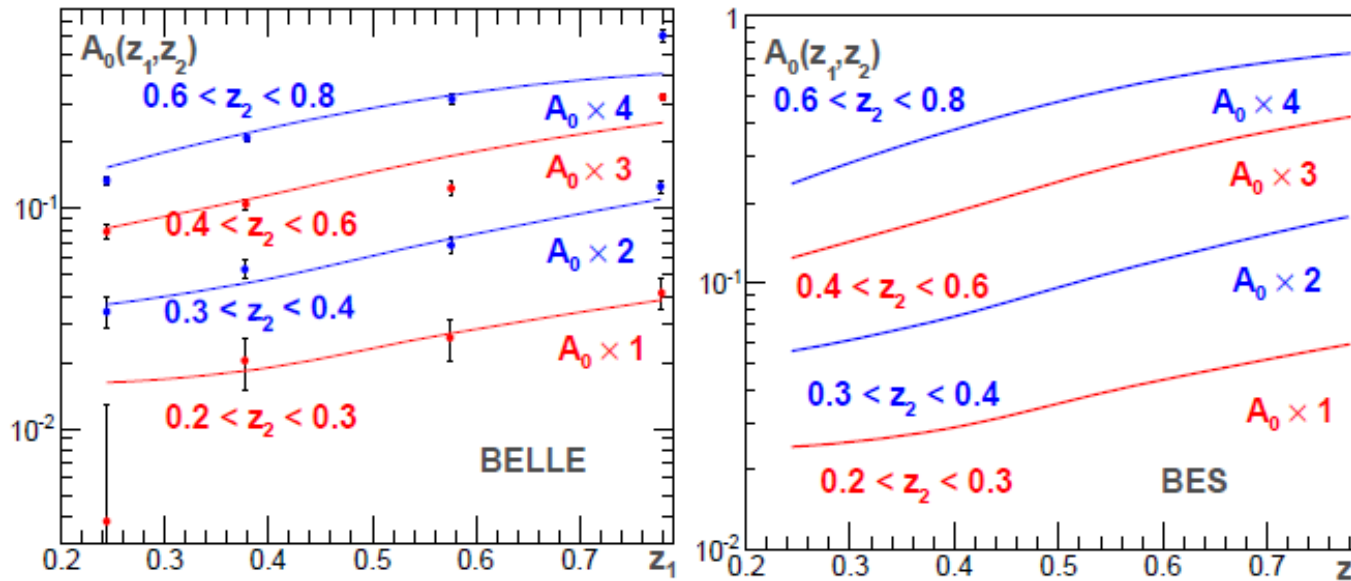 A₀(z₁,z₂)
0.6 < z₂ < 0.8
A₀ × 4
A₀ × 3
10⁻¹
0.4 < z₂ < 0.6
A₀ × 2
0.3 < z₂ < 0.4
A₀ × 1
10⁻²
0.2 < z₂ < 0.3
BELLE
0.2 0.3 0.4 0.5 0.6 0.7 z₁
1
A₀(z₁,z₂)
0.6 < z₂ < 0.8
A₀ × 4
A₀ × 3
10⁻¹
0.4 < z₂ < 0.6
A₀ × 2
0.3 < z₂ < 0.4
A₀ × 1
0.2 < z₂ < 0.3
BES
10⁻²
0.2 0.3 0.4 0.5 0.6 0.7 z